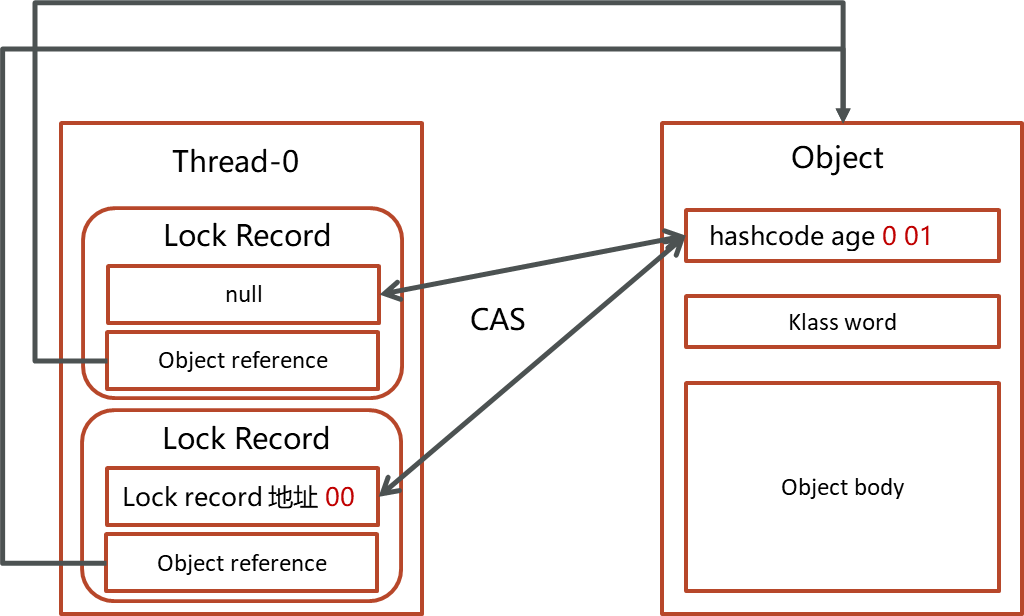 Thread-0
Lock Record
null
Object reference
Lock Record
Lock record 地址 00
Object reference
CAS
Object
hashcode age 0 01
Klass word
Object body